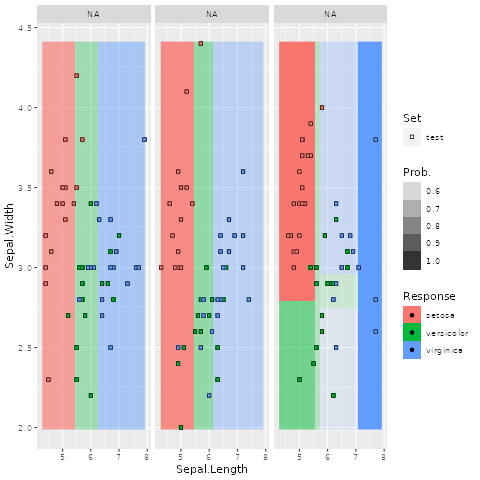 NA NA NA
4.5
4.0
3.5
3.0
2.5
2.0
Sepal.Width
5 6 7 8 5 6 7 8 5 6 7 8
Sepal.Length
Set
test
Prob.
0.6
0.7
0.8
0.9
1.0
Response
setosa
versicolor
virginica